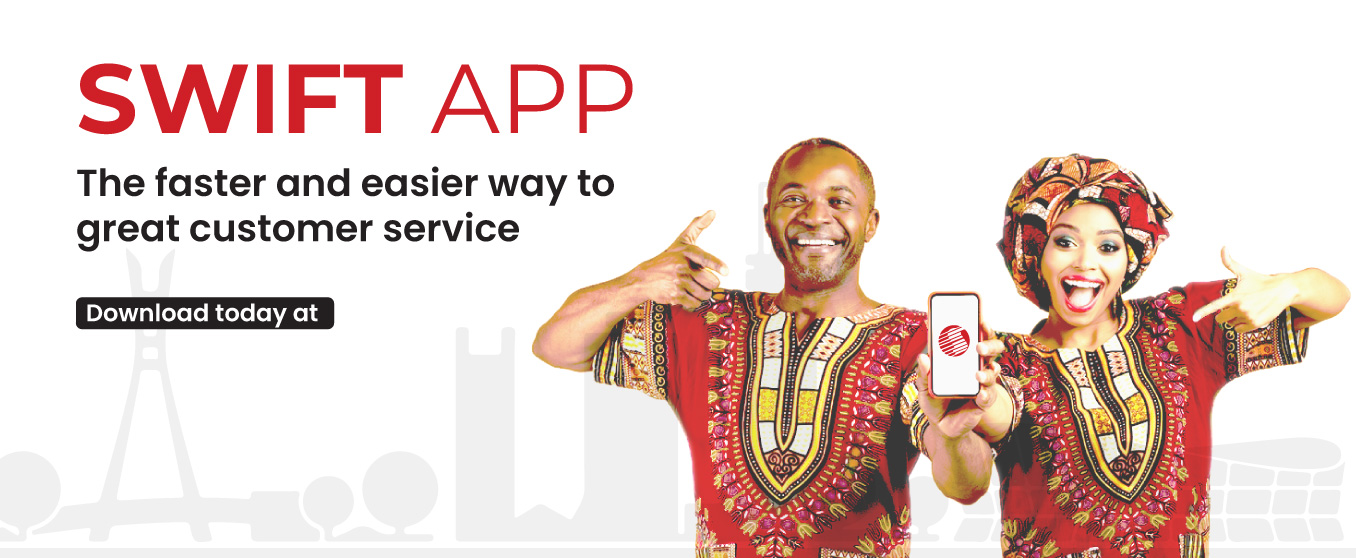 SWIFT APP
The faster and easier way to
great customer service
Download today at